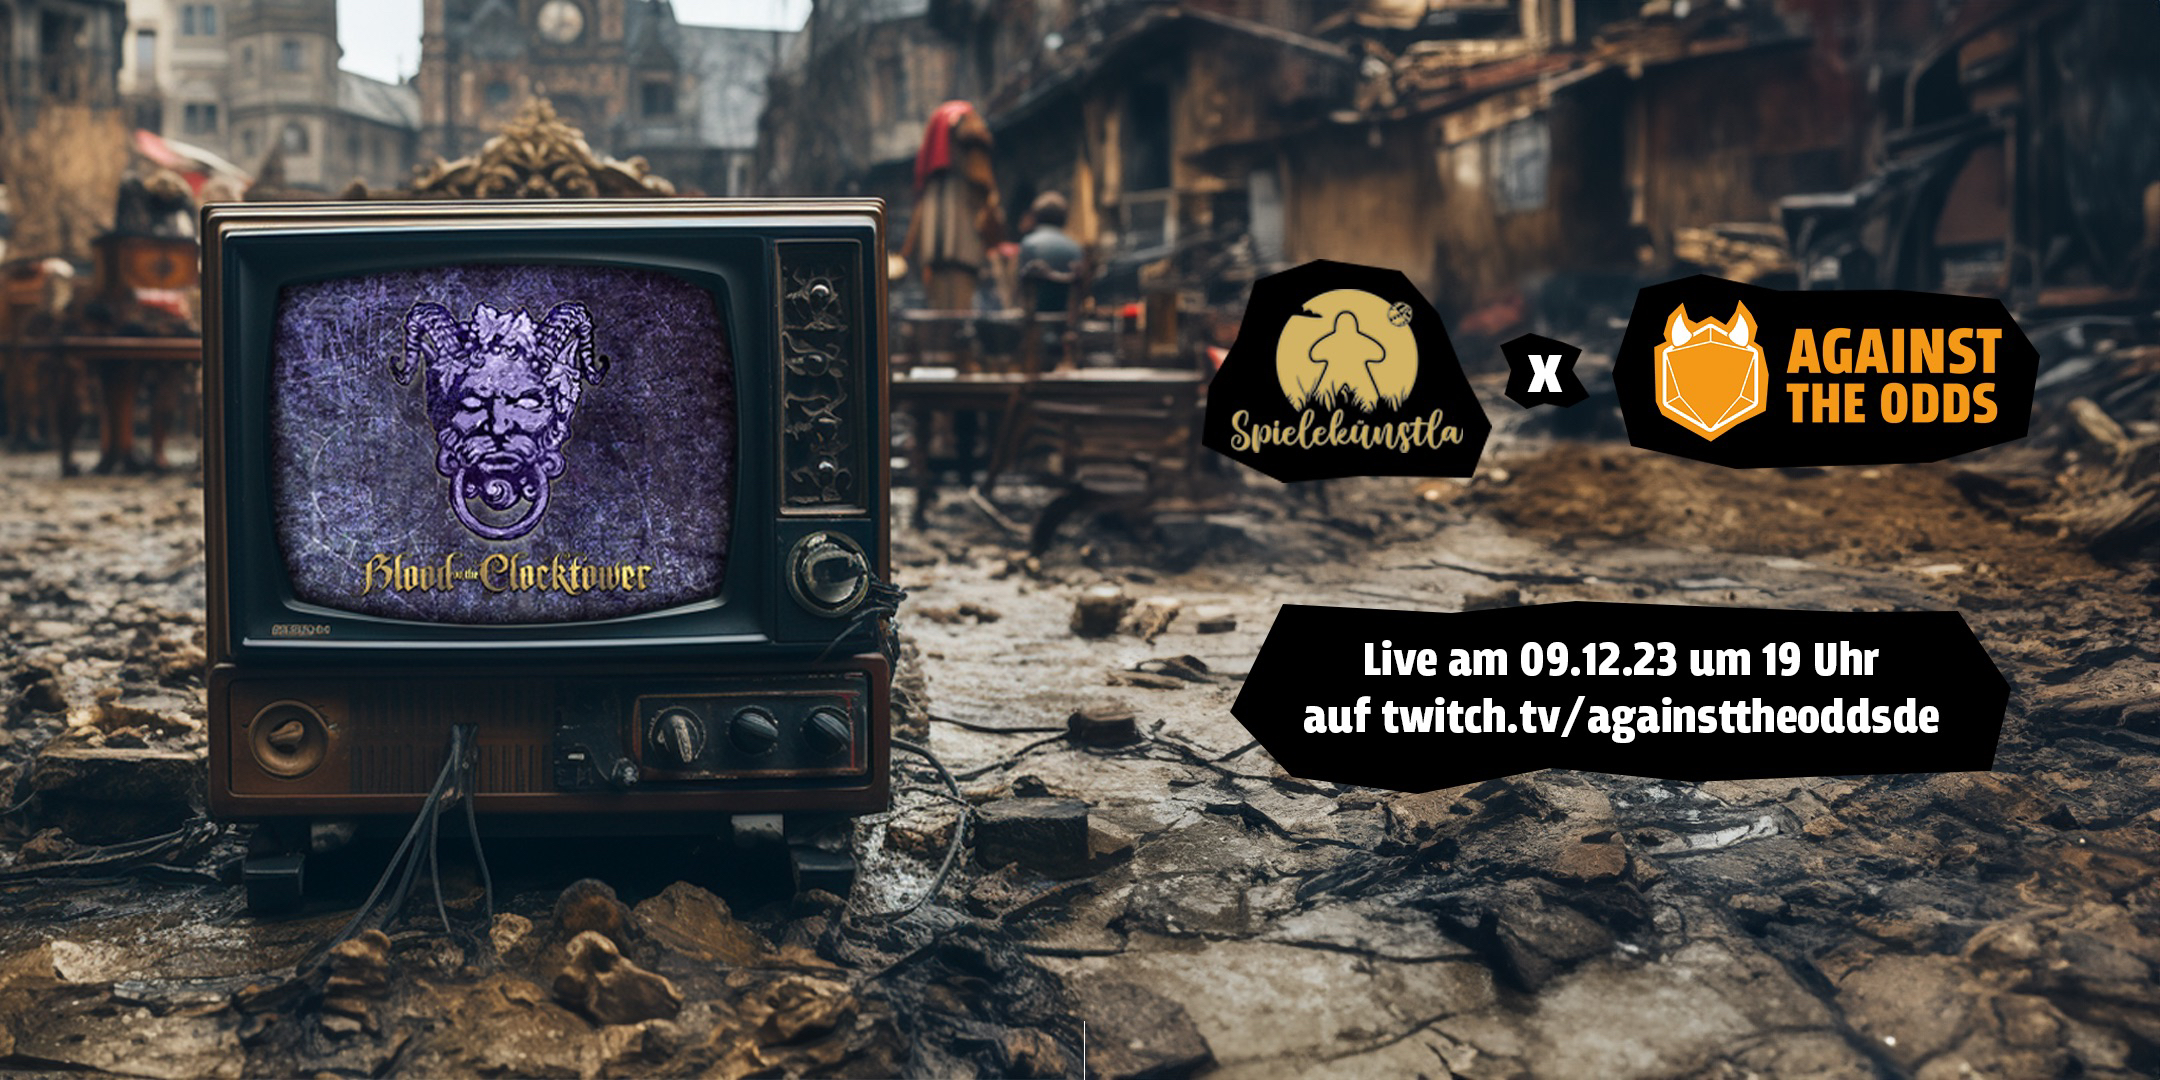 Blood on the Clocktower
Spielekünstla
x
AGAINST
THE ODDS
Live am 09.12.23 um 19 Uhr
auf twitch.tv/againsttheoddsde